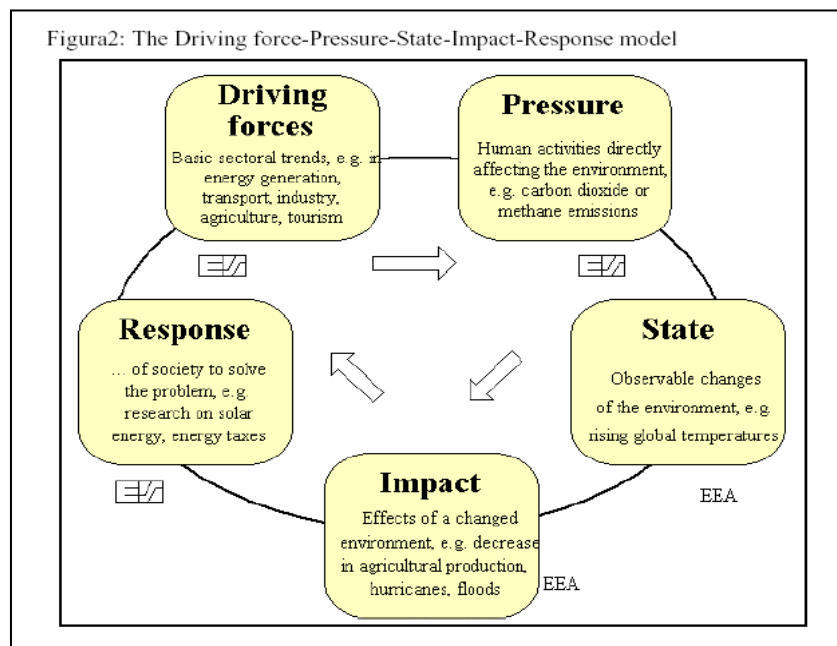 Figura2: The Driving force-Pressure-State-Impact-Response model
Driving
forces
Basic sectoral trends, e.g. in
energy generation,
transport, industry,
agriculture, tourism
Pressure
Human activities directly
affecting the environment,
e.g. carbon dioxide or
methane emissions
State
Observable changes
of the environment, e.g.
rising global temperatures
EEA
Impact
Effects of a changed
environment, e.g. decrease
in agricultural production,
hurricanes, floods
EEA
Response
... of society to solve
the problem, e.g.
research on solar
energy, energy taxes